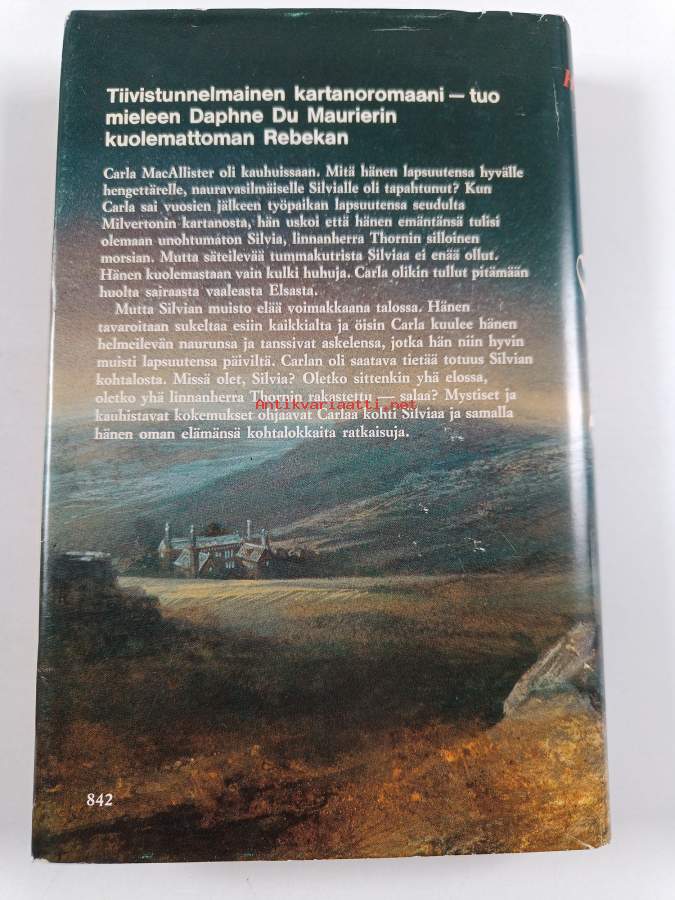 Tiivistunnelmainen kartanoromaani — tuo
mieleen Daphne Du Maurierin
kuolemattoman Rebekan
Carla MacAllister oli kauhuissaan. Mitä hänen lapsuutensa hyvälle
hengettärelle, nauravasilmäiselle Silvialle oli tapahtunut? Kun
Carla sai vuosien jälkeen työpaikan lapsuutensa seudulta
Milvertonin kartanosta, hän uskoi että hänen emäntänsä tulisi
olemaan unohtumaton Silvia, linnanherra Thornin silloinen
morsian. Mutta säteilevää tummakutrista Silviaa ei enää ollut.
Hänen kuolemastaan vain kulki huhuja. Carla olikin tullut pitämään
huolta sairaasta vaaleasta Elsasta.
Mutta Silvian muisto elää voimakkaana talossa. Hänen
tavaroitaan sukeltaa esiin kaikkialta ja öisin Carla kuulee hänen
helmeilevän naurunsa ja tanssivat askelensa, jotka hän niin hyvin
muisti lapsuutensa päiviltä. Carlan oli saatava tietää totuus Silvian
kohtalosta. Missä olet, Silvia? Oletko sittenkin yhä elossa,
oletko yhä linnanherra Thornin rakastettu — salaa? Mystiset ja
Antikvariaatti.net
kauhistavat kokemukset ohjaavat Carlaa kohti Silviaa ja samalla
hänen oman elämänsä kohtalokkaita ratkaisuja.
842